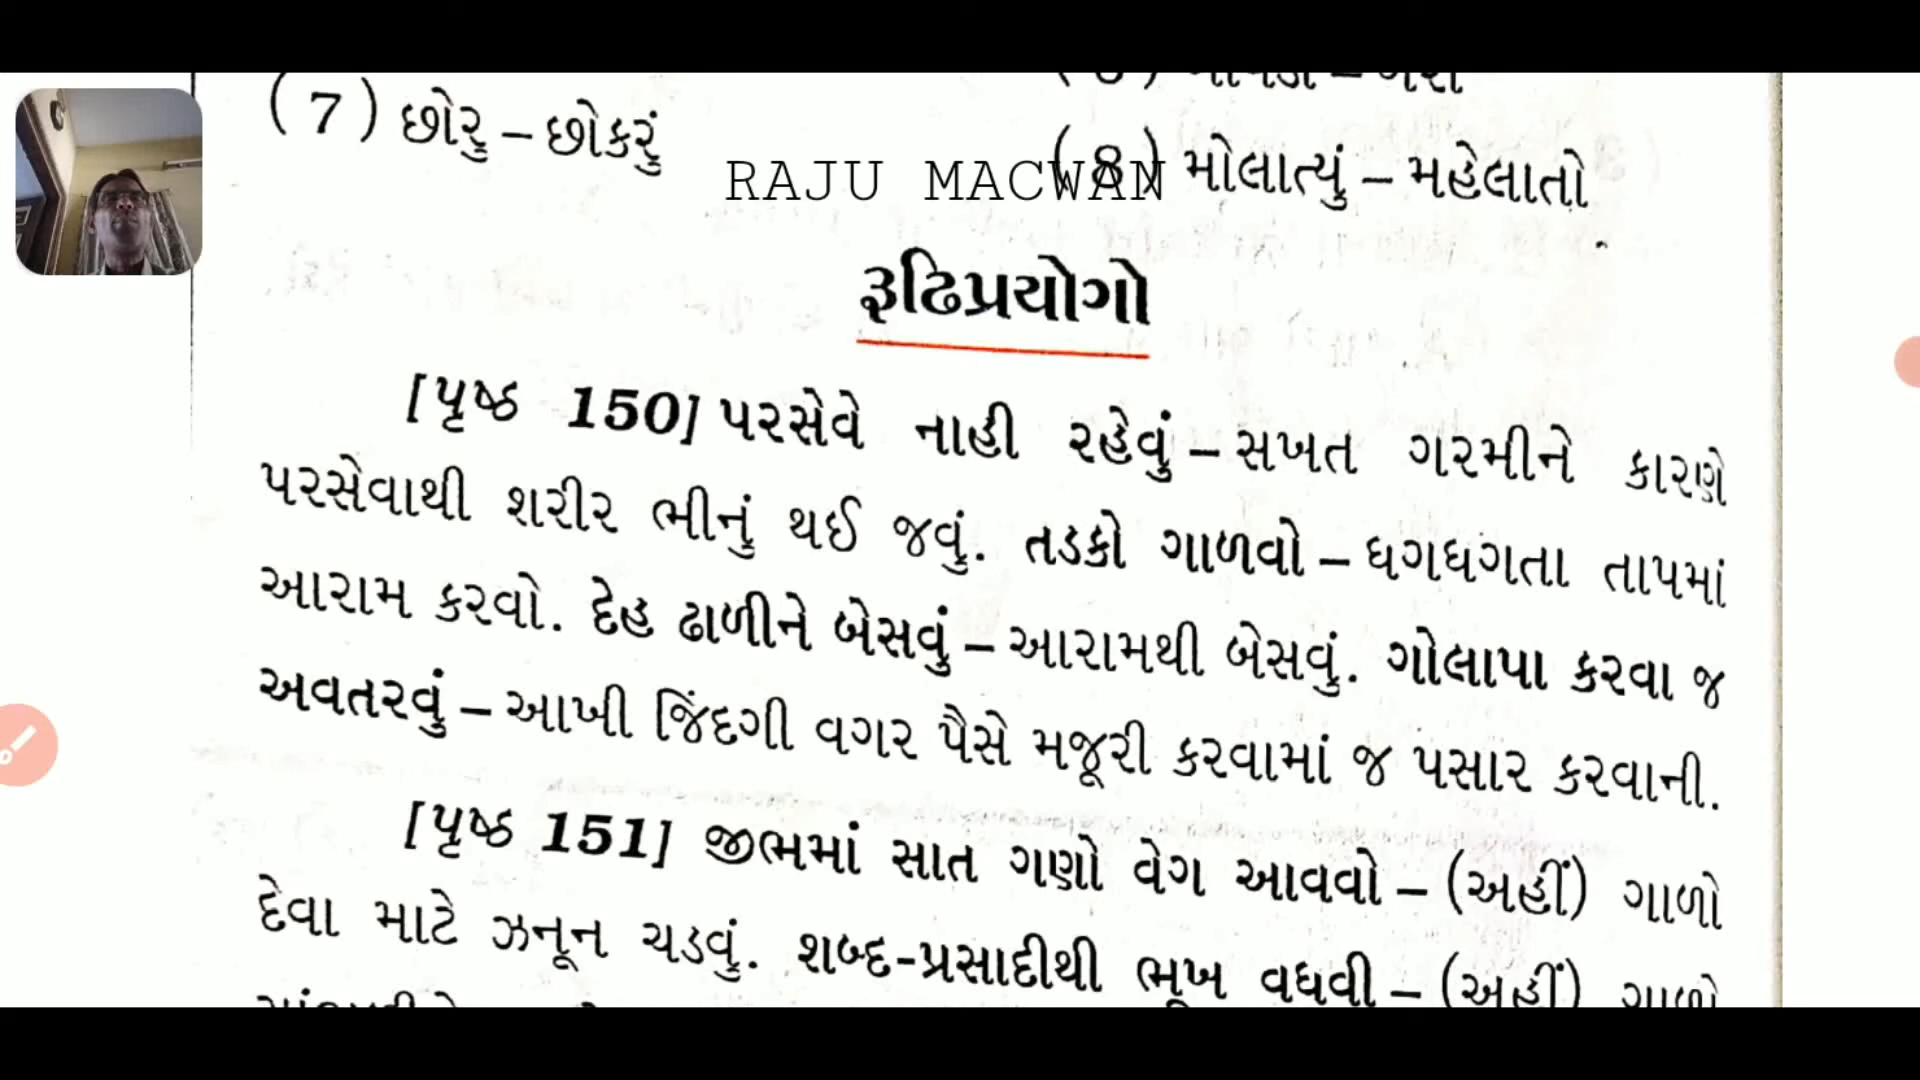 (7) છોરુ – છોકરું
(8) મોલાત્યું – મહેલાતો
RAJU MACWAN
રૂઢિપ્રયોગો
[પૃષ્ઠ 150] પરસેવે નાહી રહેવું – સખત ગરમીને કારણે
પરસેવાથી શરીર ભીનું થઈ જવું. તડકો ગાળવો – ધગધગતા તાપમાં
આરામ કરવો. દેહ ઢાળીને બેસવું – આરામથી બેસવું. ગોલાપા કરવા જ
અવતરવું – આખી જિંદગી વગર પૈસે મજૂરી કરવામાં જ પસાર કરવાની.
[પૃષ્ઠ 151] જીભમાં સાત ગણો વેગ આવવો – (અહીં) ગાળો
દેવા માટે ઝનૂન ચડવું. શબ્દ-પ્રસાદીથી ભૂખ વધવી – (અહીં) ગાળો